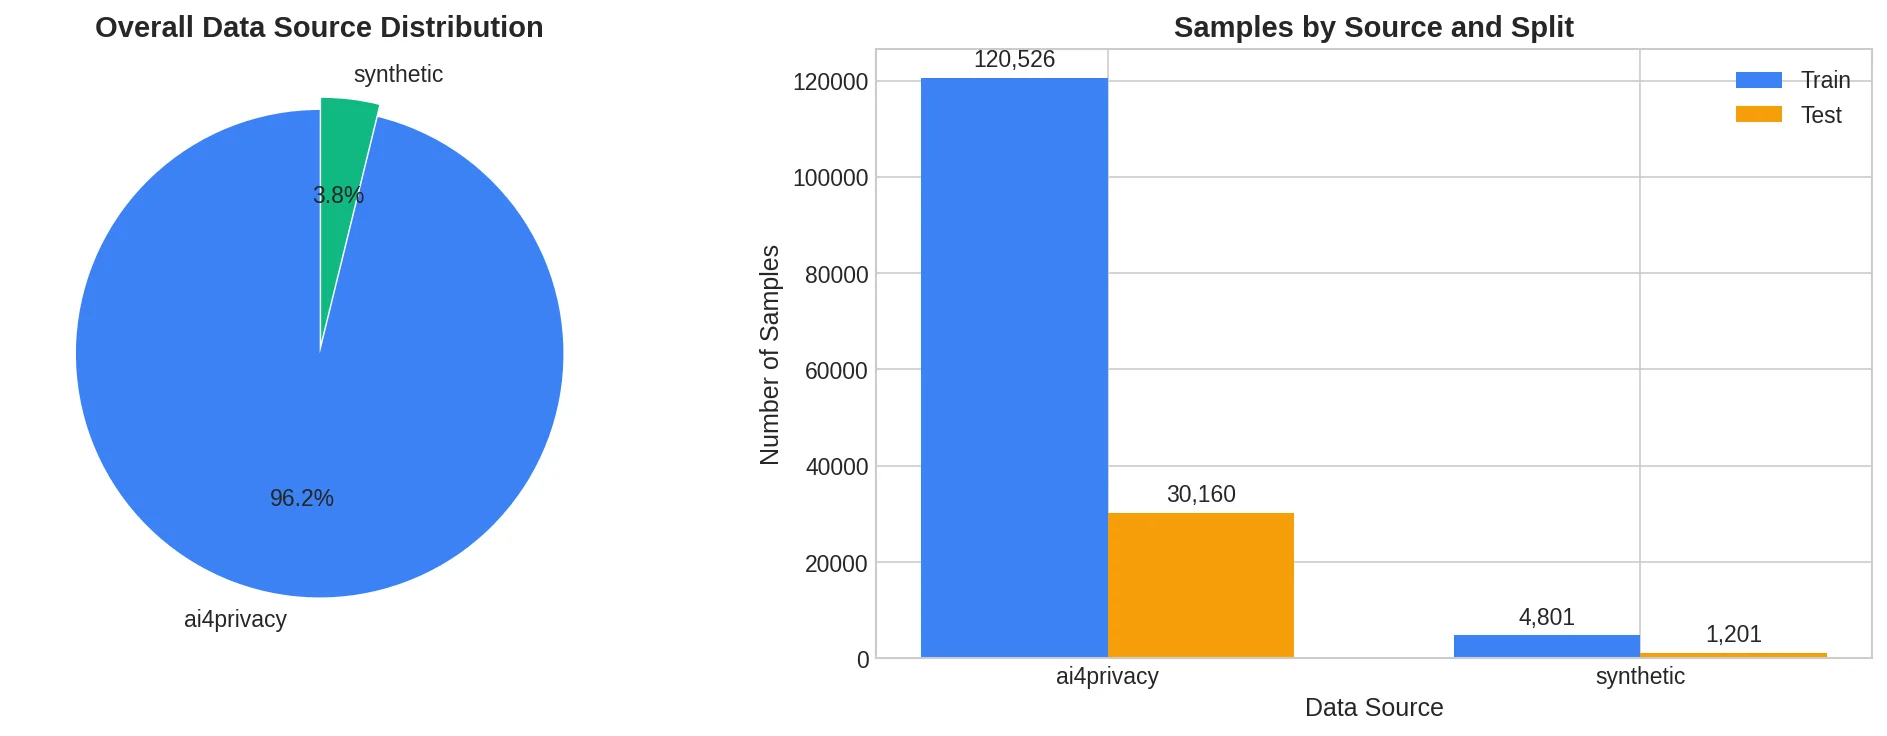 Overall Data Source Distribution
synthetic
3.8%
96.2%
ai4privacy
Samples by Source and Split
120,526
30,160
4,801
1,201
Train
Test
120000
100000
80000
60000
40000
20000
0
Number of Samples
ai4privacy
synthetic
Data Source